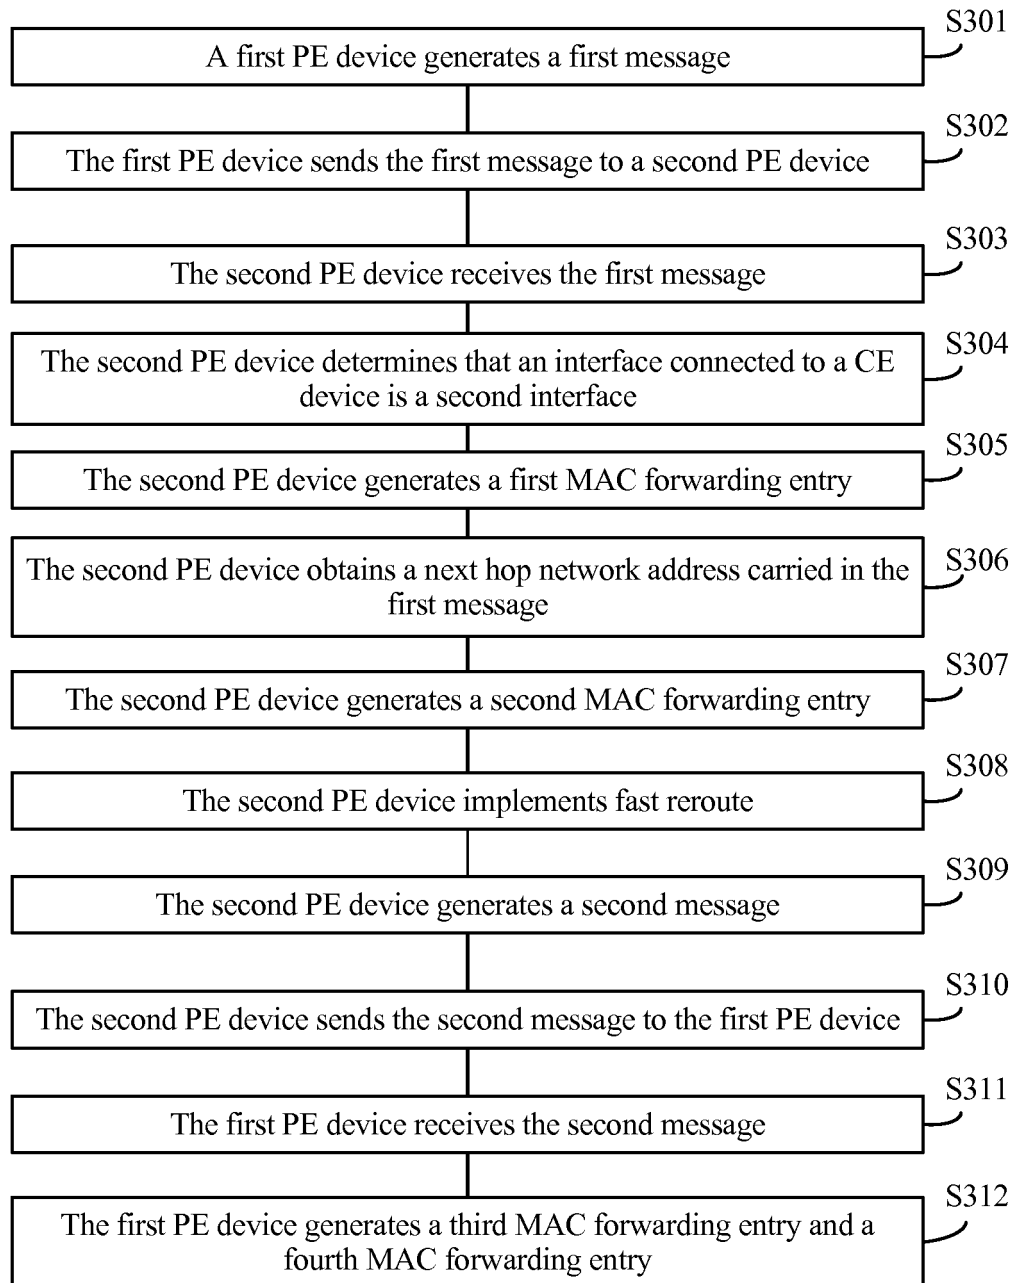 S301
A first PE device generates a first message
S302
The first PE device sends the first message to a second PE device
S303
The second PE device receives the first message
S304
The second PE device determines that an interface connected to a CE
device is a second interface
S305
The second PE device generates a first MAC forwarding entry
S306
The second PE device obtains a next hop network address carried in the
first message
S307
The second PE device generates a second MAC forwarding entry
S308
The second PE device implements fast reroute
S309
The second PE device generates a second message
S310
The second PE device sends the second message to the first PE device
S311
The first PE device receives the second message
S312
The first PE device generates a third MAC forwarding entry and a
fourth MAC forwarding entry